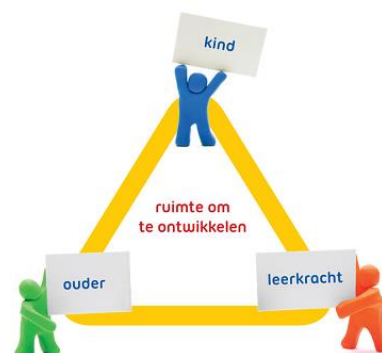 kind
ruimte om
te ontwikkelen
ouder
leerkracht